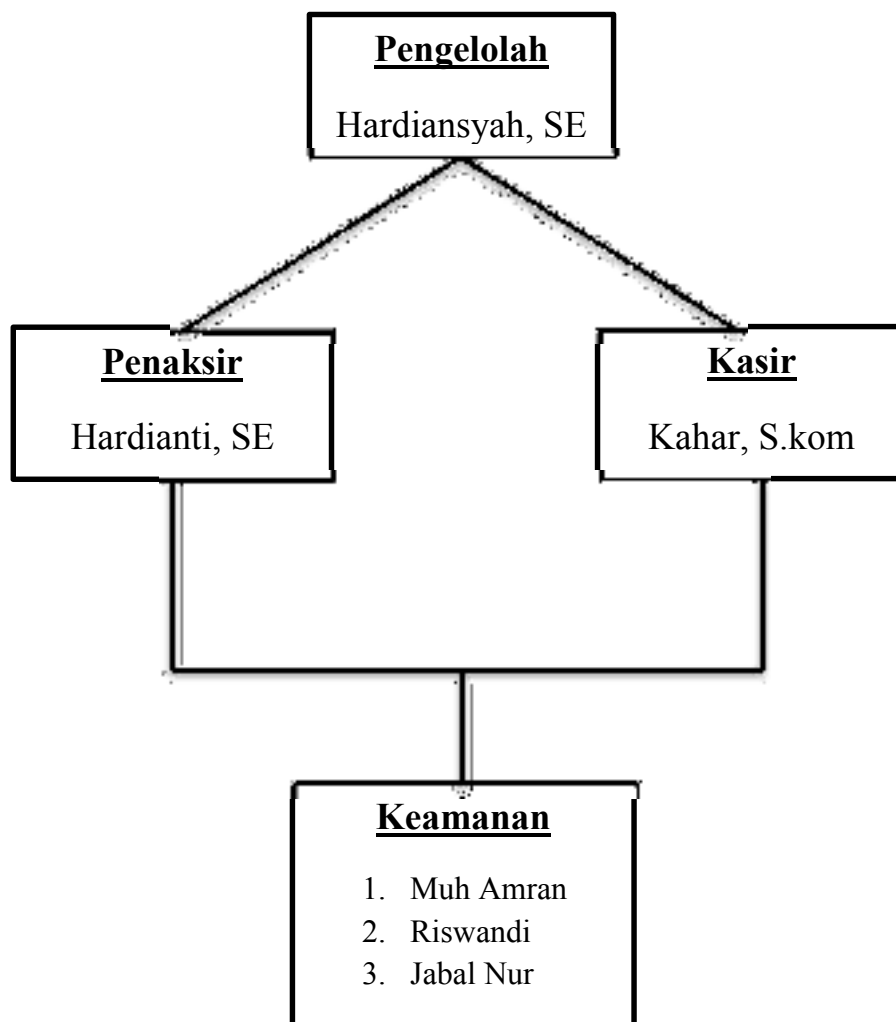 Pengelolah
Hardiansyah, SE
Penaksir
Hardianti, SE
Kasir
Kahar, S.kom
Keamanan
1. Muh Amran
2. Riswandi
3. Jabal Nur